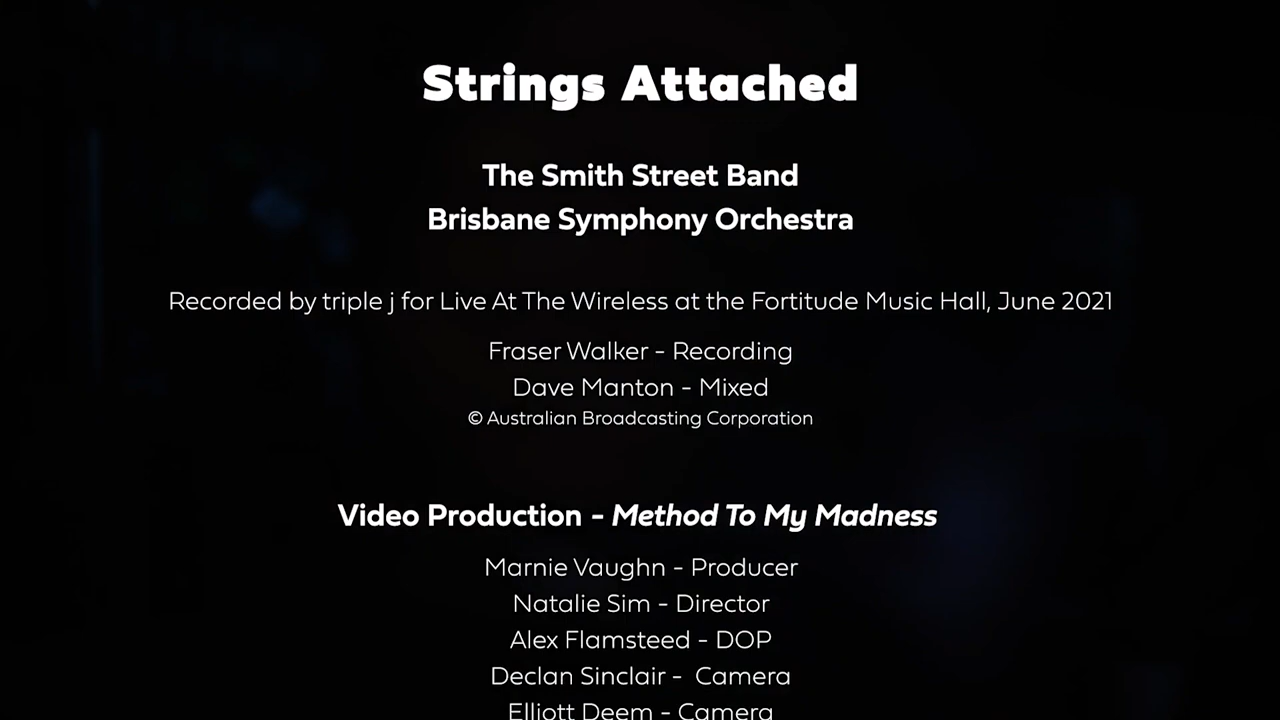 Strings Attached
The Smith Street Band
Brisbane Symphony Orchestra
Recorded by triple j for Live At The Wireless at the Fortitude Music Hall, June 2021
Fraser Walker - Recording
Dave Manton - Mixed
© Australian Broadcasting Corporation
Video Production - Method To My Madness
Marnie Vaughn - Producer
Natalie Sim - Director
Alex Flamsteed - DOP
Declan Sinclair -  Camera
Elliott Deem - Camera